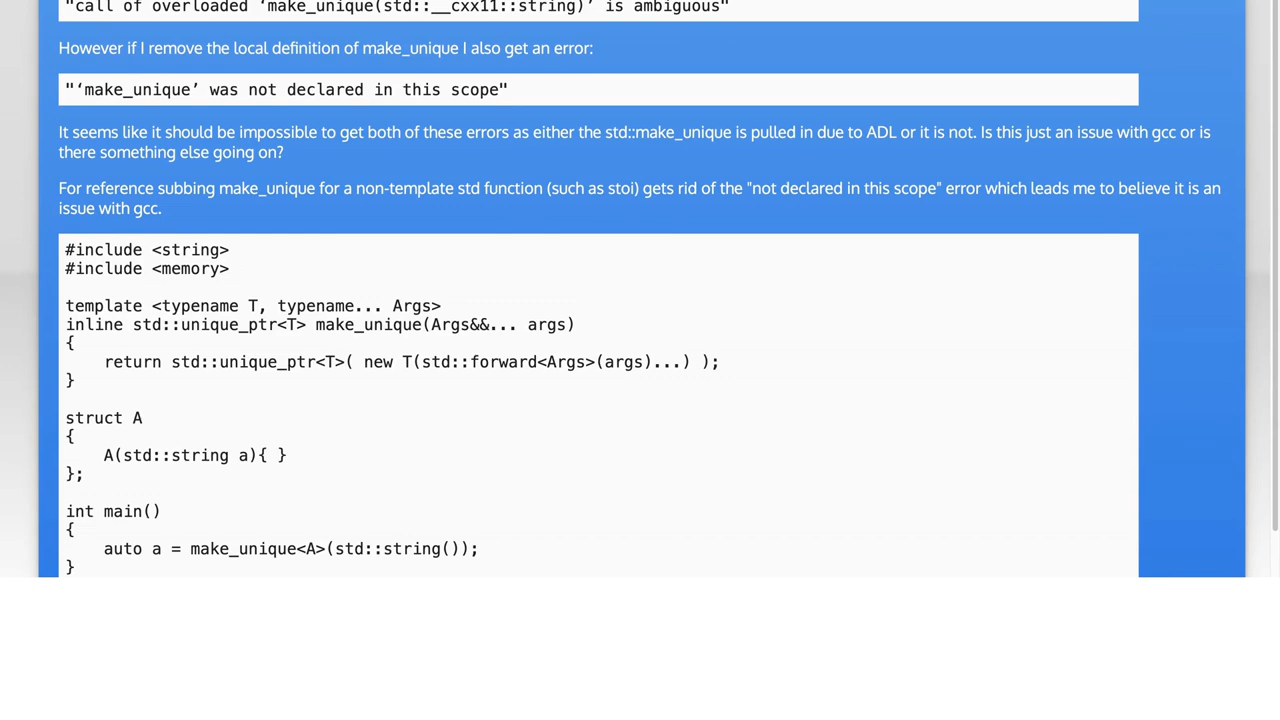 "call of overloaded ‘make_unique(std::__cxx11::string)’ is ambiguous"
However if I remove the local definition of make_unique I also get an error:
"‘make_unique’ was not declared in this scope"
It seems like it should be impossible to get both of these errors as either the std::make_unique is pulled in due to ADL or it is not. Is this just an issue with gcc or is
there something else going on?
For reference subbing make_unique for a non-template std function (such as stoi) gets rid of the "not declared in this scope" error which leads me to believe it is an
issue with gcc.
#include <string>
#include <memory>
template <typename T, typename... Args>
inline std::unique_ptr<T> make_unique(Args&&... args)
{
    return std::unique_ptr<T>( new T(std::forward<Args>(args)...) );
}
struct A
{
    A(std::string a){ }
};
int main()
{
    auto a = make_unique<A>(std::string());
}